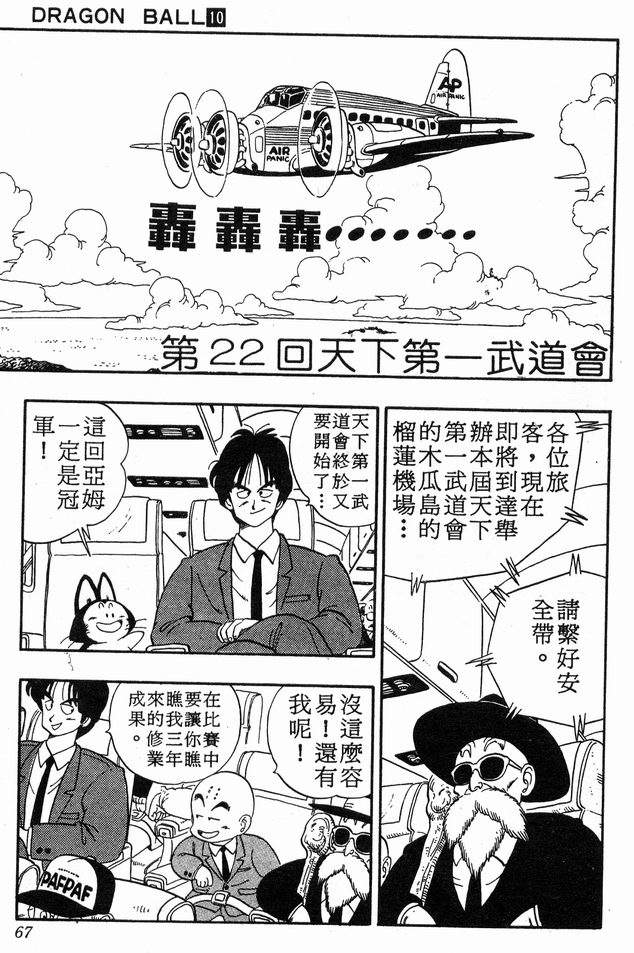 DRAGON BALL 10
AP
AIR PANIC
AIR
PANIC
轟轟轟・・・・・・・
第22回天下第一武道會
各位旅
客，現在
即將到達舉
辦本屆天下
第一武道會
的木瓜島的
榴蓮機場…
請繫好安
全帶。
天下第一武
道會終於又
要開始了…
這回亞姆
一定是冠
軍！
沒這麼容
易！還有
我呢！
在比賽中
要讓你瞧
瞧我三年
來的修業
成果。
PAFPAF
67